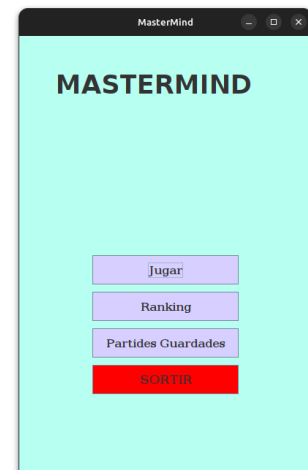 MasterMind
MASTERMIND
Jugar
Ranking
Partides Guardades
SORTIR